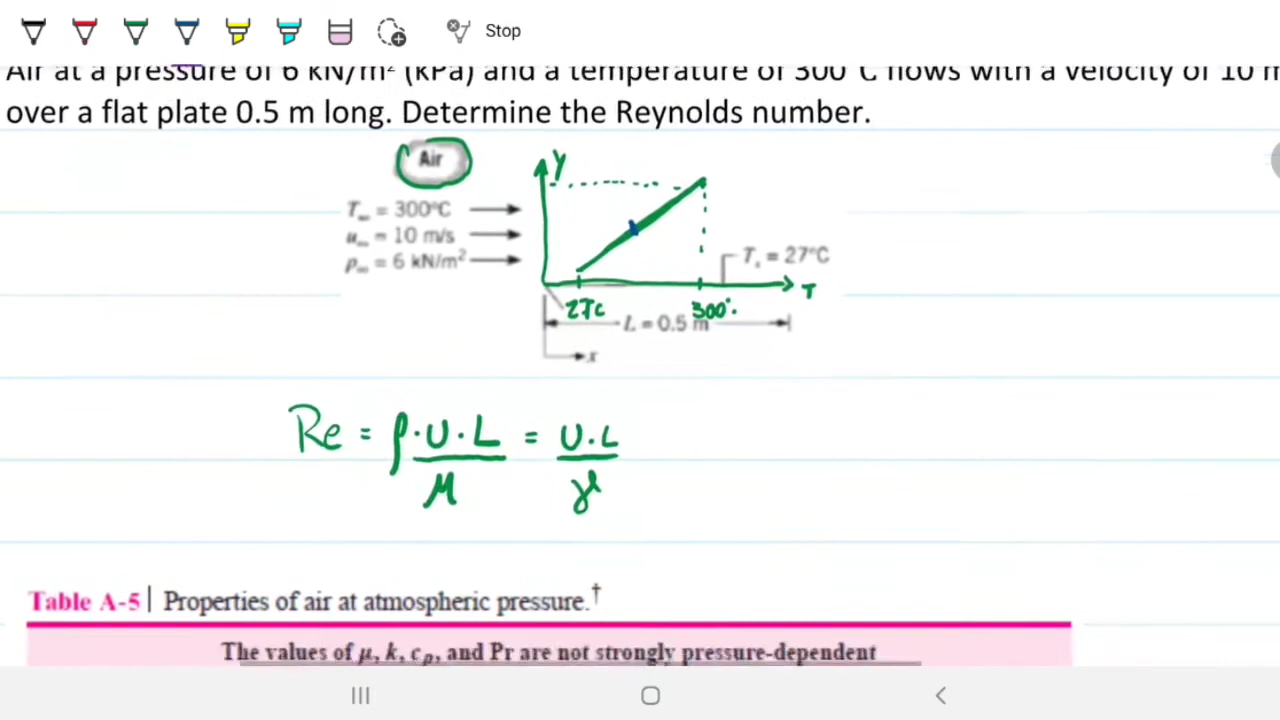 Stop
Air at a pressure of 6 kN/m² (kPa) and a temperature of 300°C flows with a velocity of 10 m
over a flat plate 0.5 m long. Determine the Reynolds number.
Air
Y
T∞ = 300°C
u∞ = 10 m/s
p∞ = 6 kN/m²
Tₛ = 27°C
T
27c 300°
L = 0.5 m
x
Re = ρ·U·L / μ = U·L / γ
Table A-5 | Properties of air at atmospheric pressure.†
The values of μ, k, cₚ, and Pr are not strongly pressure-dependent